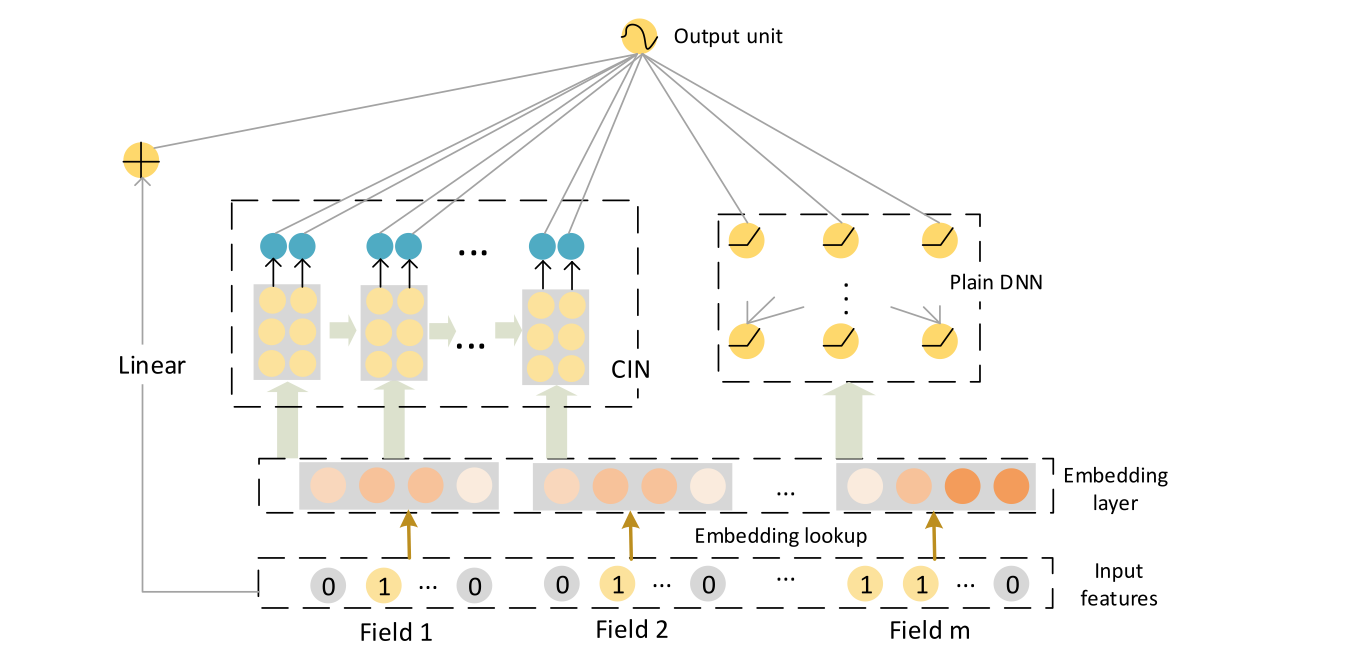 Output unit
...
Plain DNN
...
Linear
CIN
Embedding
layer
...
Embedding lookup
0 1 ... 0 0 1 ... 0 ... 1 1 ... 0
Input
features
Field 1 Field 2 Field m